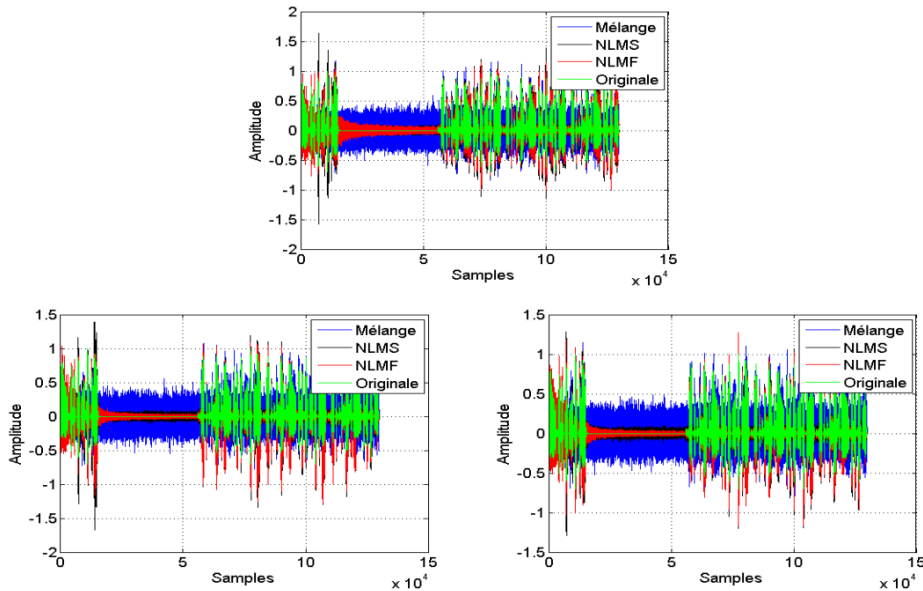 2
1.5
1
0.5
0
-0.5
-1
-1.5
-2
Amplitude
Mélange
NLMS
NLMF
Originale
0 5 10 15
Samples
x 10^4
1.5
1
0.5
0
-0.5
-1
-1.5
-2
Amplitude
Mélange
NLMS
NLMF
Originale
0 5 10 15
Samples
x 10^4
1.5
1
0.5
0
-0.5
-1
-1.5
Amplitude
Mélange
NLMS
NLMF
Originale
0 5 10 15
Samples
x 10^4